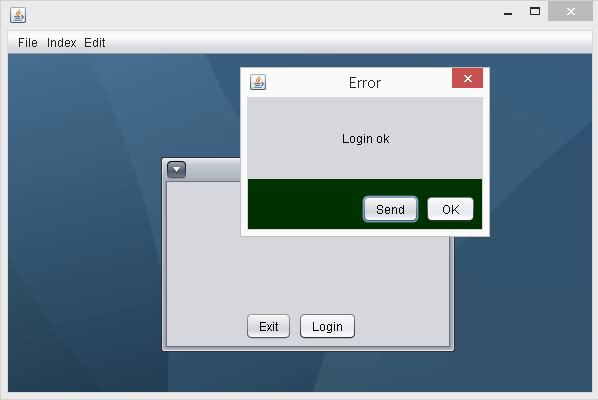 File Index Edit
Error
Login ok
Send OK
Exit Login